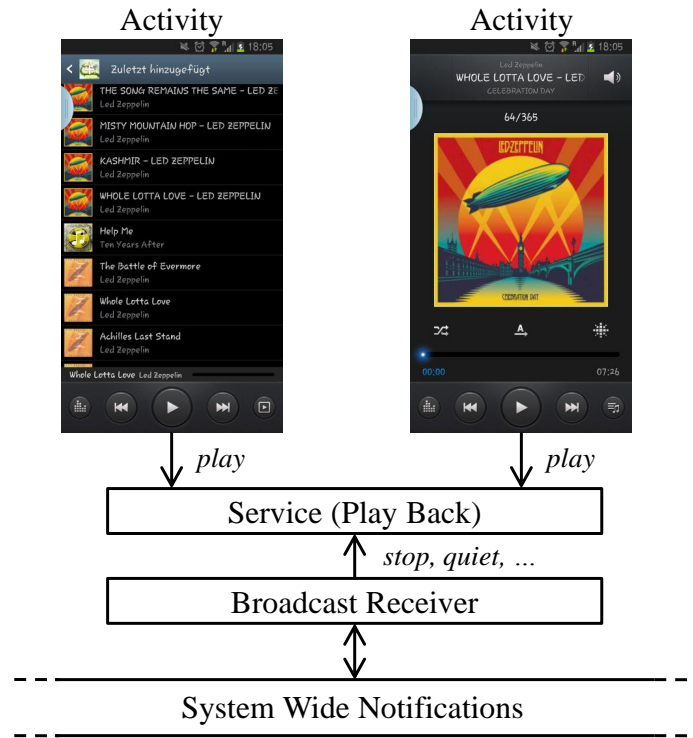 Activity
Activity
18:05
Zuletzt hinzugefügt
THE SONG REMAINS THE SAME – LED ZE
Led Zeppelin
MISTY MOUNTAIN HOP – LED ZEPPELIN
Led Zeppelin
KASHMIR – LED ZEPPELIN
Led Zeppelin
WHOLE LOTTA LOVE – LED ZEPPELIN
Led Zeppelin
Help Me
Ten Years After
The Battle of Evermore
Led Zeppelin
Whole Lotta Love
Led Zeppelin
Achilles Last Stand
Led Zeppelin
Whole Lotta Love Led Zeppelin
18:05
Led Zeppelin
WHOLE LOTTA LOVE – LED
CELEBRATION DAY
64/365
LED ZEPPELIN
CELEBRATION DAY
A
00:00
07:26
play
play
Service (Play Back)
stop, quiet, …
Broadcast Receiver
System Wide Notifications